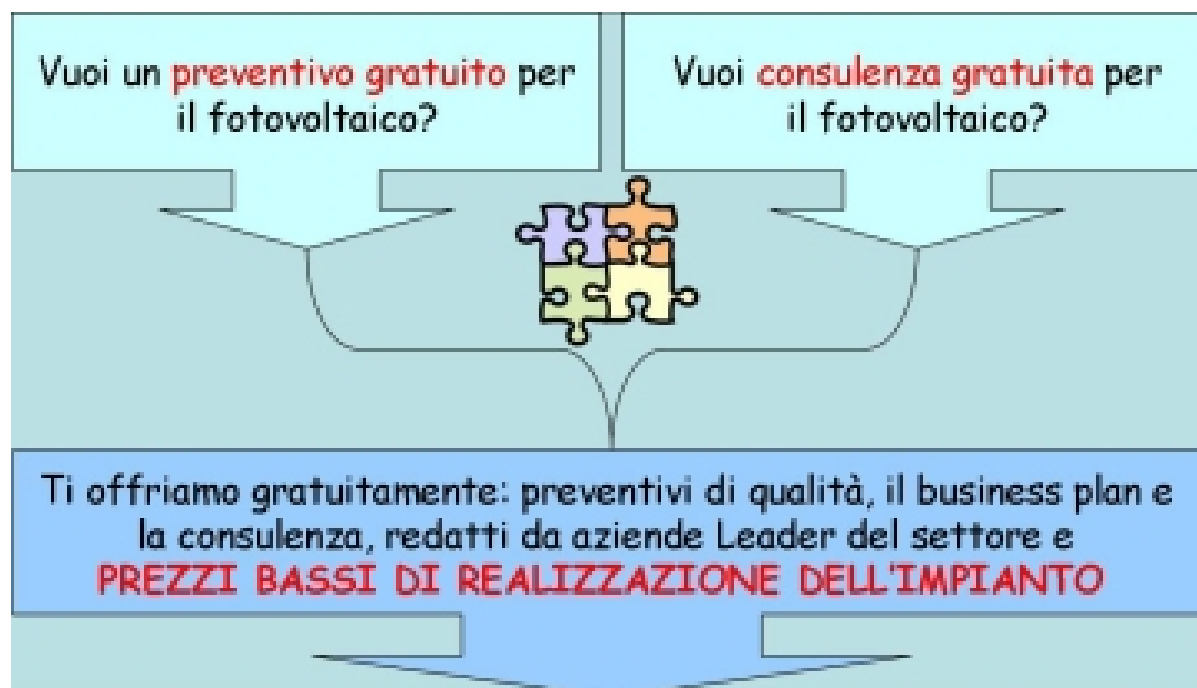 Vuoi un preventivo gratuito per
il fotovoltaico?
Vuoi consulenza gratuita per
il fotovoltaico?
Ti offriamo gratuitamente: preventivi di qualità, il business plan e
la consulenza, redatti da aziende Leader del settore e
PREZZI BASSI DI REALIZZAZIONE DELL'IMPIANTO